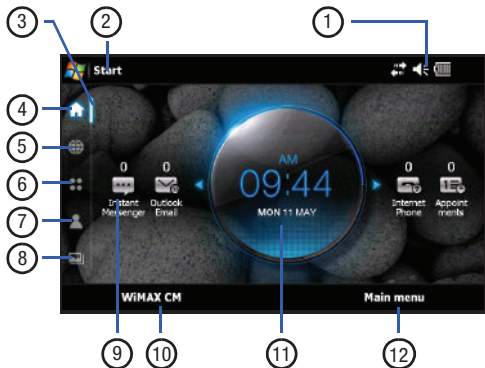 3
2
1
Start
4
5
6
7
8
0
0
AM
09:44
MON 11 MAY
0
0
Instant
Messenger
Outlook
Email
Internet
Phone
Appoint
ments
WiMAX CM
Main menu
9
10
11
12